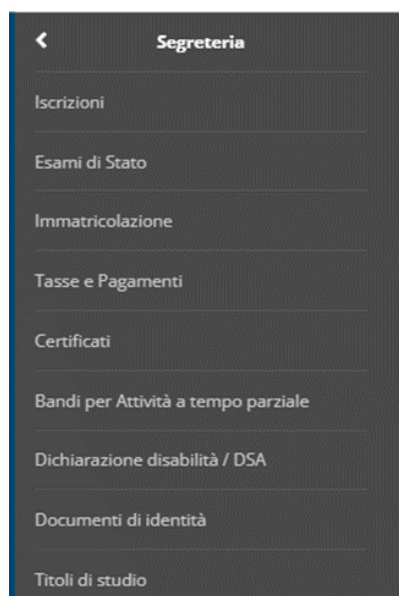 Segreteria
Iscrizioni
Esami di Stato
Immatricolazione
Tasse e Pagamenti
Certificati
Bandi per Attività a tempo parziale
Dichiarazione disabilità / DSA
Documenti di identità
Titoli di studio